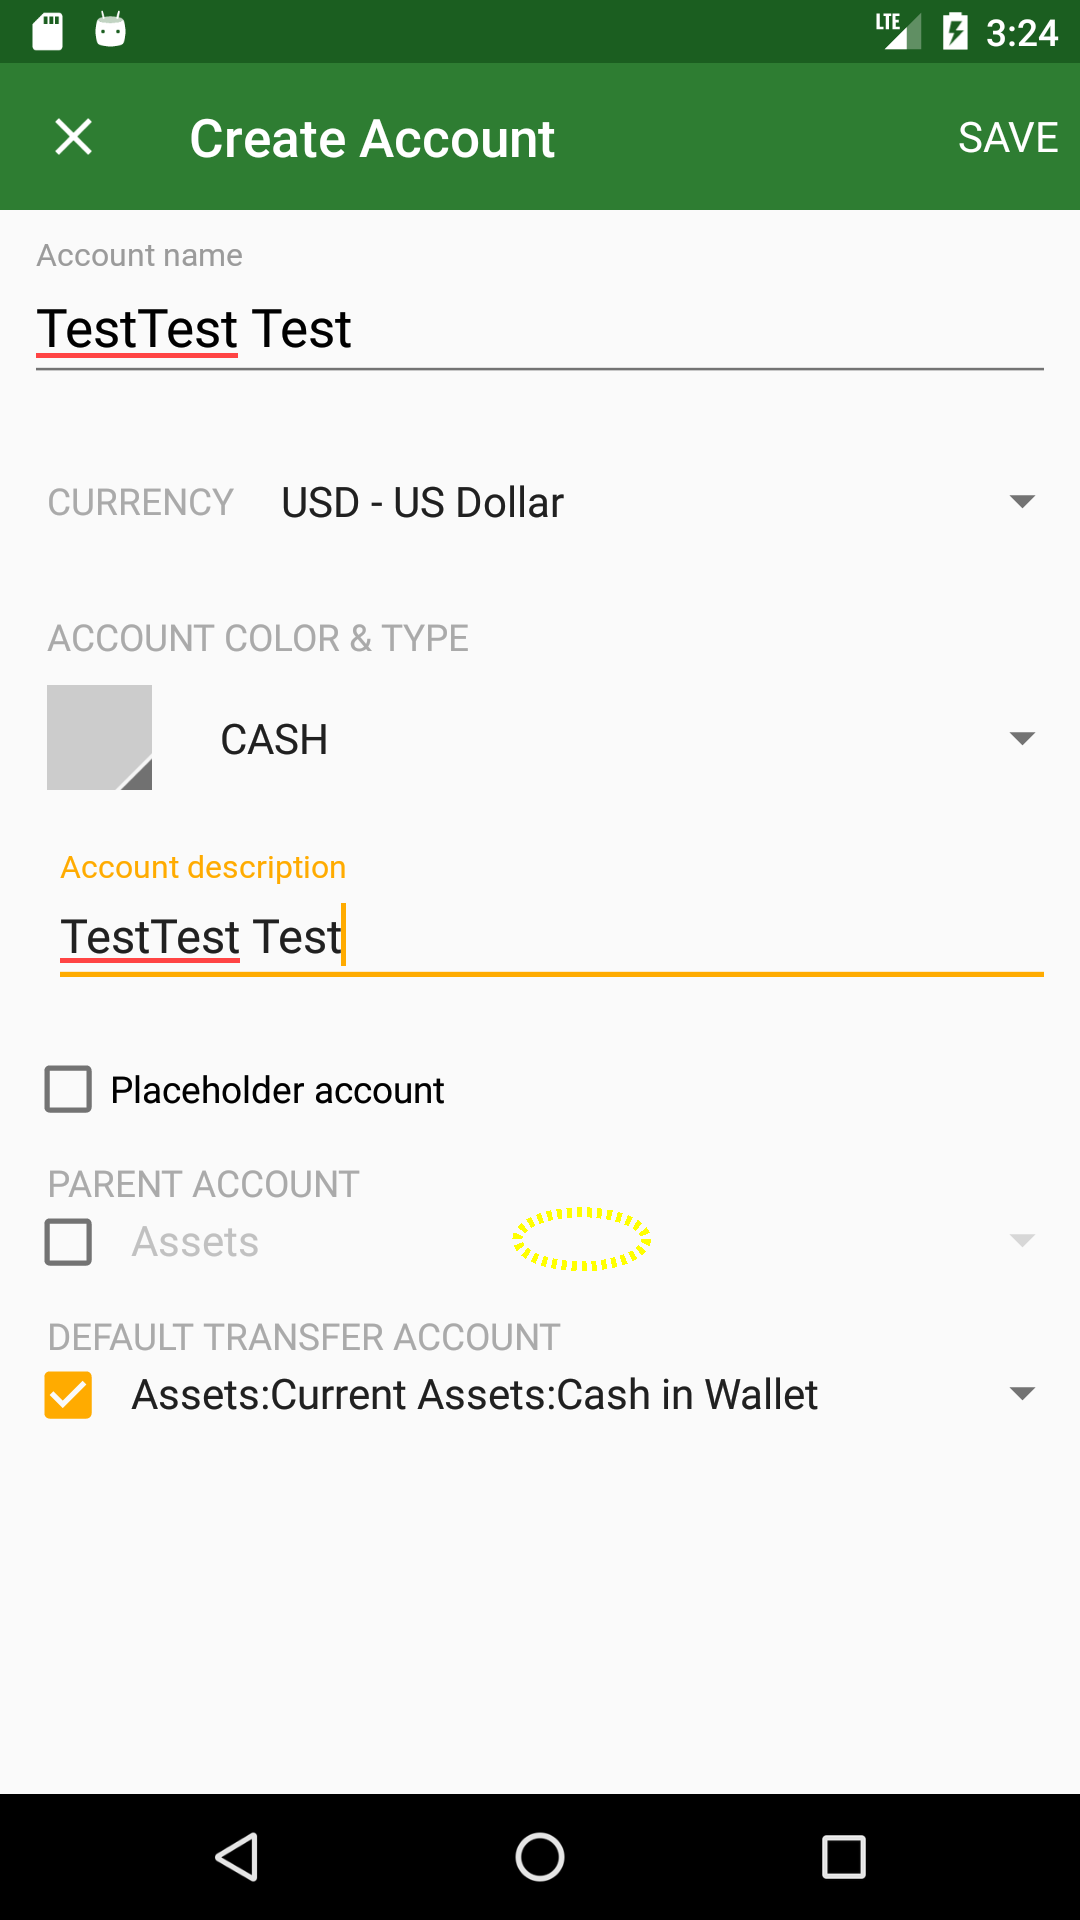 LTE 3:24
Create Account SAVE
Account name
TestTest Test
CURRENCY USD - US Dollar
ACCOUNT COLOR & TYPE
CASH
Account description
TestTest Test
Placeholder account
PARENT ACCOUNT
Assets
DEFAULT TRANSFER ACCOUNT
Assets:Current Assets:Cash in Wallet